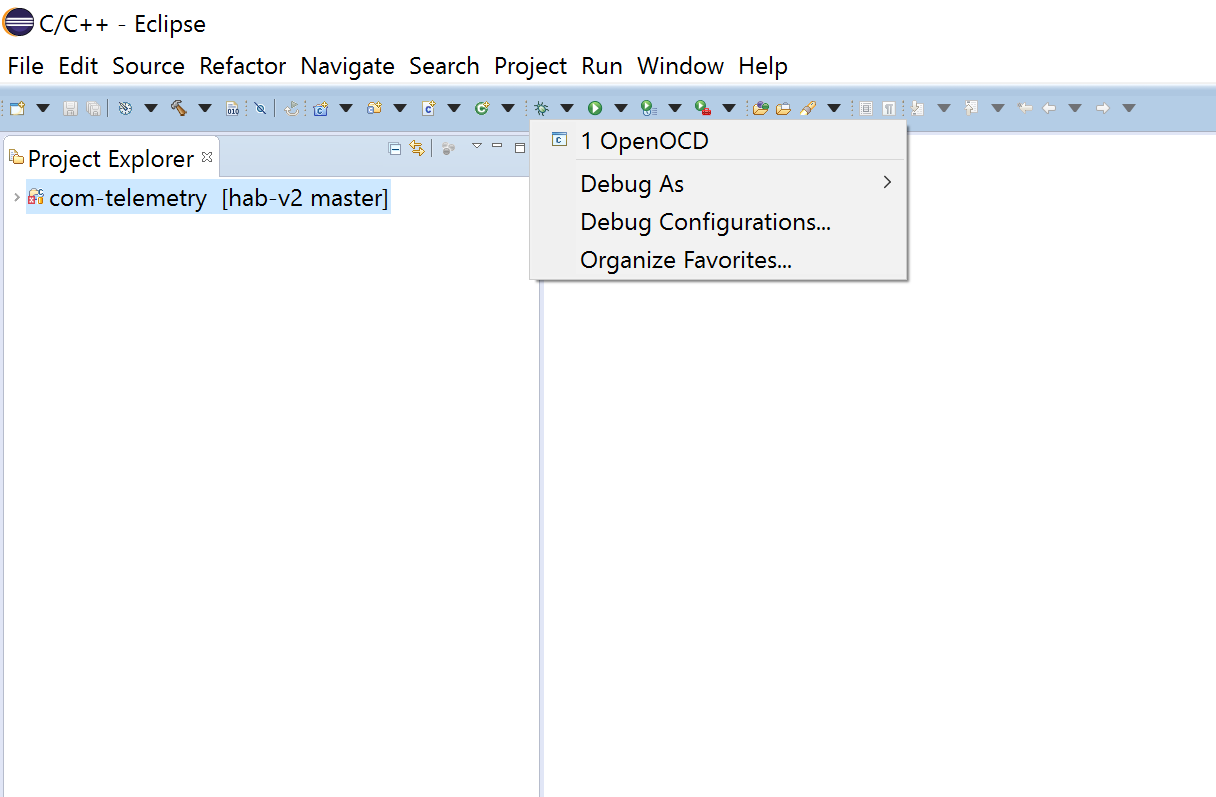 C/C++ - Eclipse
File Edit Source Refactor Navigate Search Project Run Window Help
010
Project Explorer
com-telemetry [hab-v2 master]
1 OpenOCD
Debug As
Debug Configurations...
Organize Favorites...